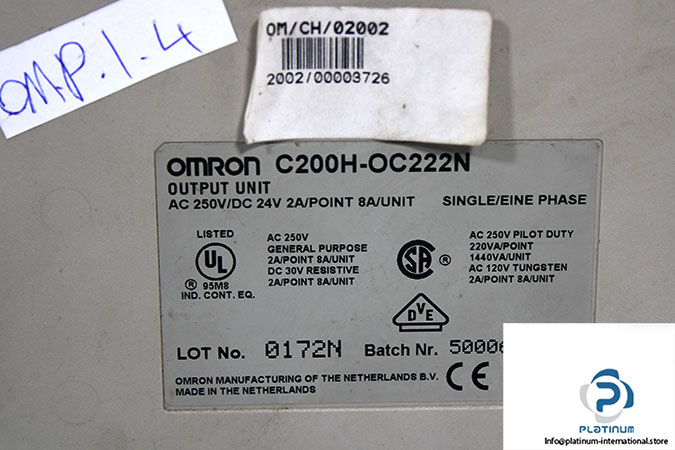 OMP.1.4
OM/CH/02002
2002/00003726
OMRON C200H-OC222N
OUTPUT UNIT
AC 250V/DC 24V 2A/POINT 8A/UNIT SINGLE/EINE PHASE
LISTED
UL
®
95M8
IND. CONT. EQ.
AC 250V
GENERAL PURPOSE
2A/POINT 8A/UNIT
DC 30V RESISTIVE
2A/POINT 8A/UNIT
SA ®
AC 250V PILOT DUTY
220VA/POINT
1440VA/UNIT
AC 120V TUNGSTEN
2A/POINT 8A/UNIT
DVE
LOT No. 0172N Batch Nr. 5000
OMRON MANUFACTURING OF THE NETHERLANDS B.V.
MADE IN THE NETHERLANDS
CE
PLATINUM
info@platinum-international.store